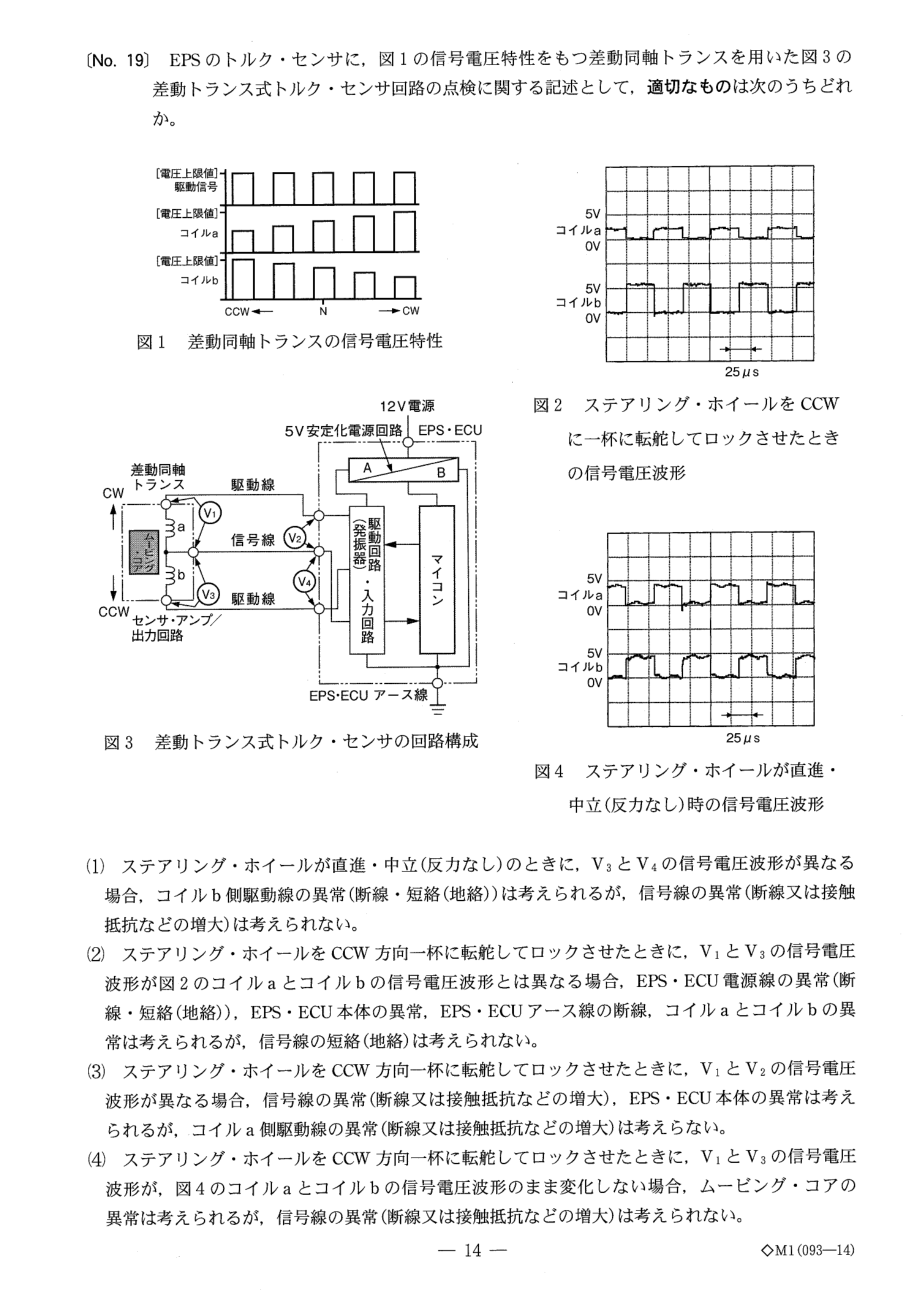 〔No. 19〕 EPSのトルク・センサに，図1の信号電圧特性をもつ差動同軸トランスを用いた図3の
差動トランス式トルク・センサ回路の点検に関する記述として，適切なものは次のうちどれ
か。
[電圧上限値]
駆動信号
[電圧上限値]
コイルa
[電圧上限値]
コイルb
CCW← N →CW
図1 差動同軸トランスの信号電圧特性
5V
コイルa
0V
5V
コイルb
0V
25μs
図2 ステアリング・ホイールをCCW
に一杯に転舵してロックさせたとき
の信号電圧波形
12V電源
5V安定化電源回路
EPS・ECU
A
B
差動同軸
トランス
CW
駆動線
V1
a
信号線
V2
ムービング・コア
b
V4
V3
CCW
駆動線
センサ・アンプ/
出力回路
駆動回路(発振器)・入力回路
マイコン
EPS・ECU アース線
図3 差動トランス式トルク・センサの回路構成
5V
コイルa
0V
5V
コイルb
0V
25μs
図4 ステアリング・ホイールが直進・
中立(反力なし)時の信号電圧波形
⑴ ステアリング・ホイールが直進・中立(反力なし)のときに，V₃とV₄の信号電圧波形が異なる
場合，コイルb側駆動線の異常(断線・短絡(地絡))は考えられるが，信号線の異常(断線又は接触
抵抗などの増大)は考えられない。
⑵ ステアリング・ホイールをCCW方向一杯に転舵してロックさせたときに，V₁とV₃の信号電圧
波形が図2のコイルaとコイルbの信号電圧波形とは異なる場合，EPS・ECU電源線の異常(断
線・短絡(地絡))，EPS・ECU本体の異常，EPS・ECUアース線の断線，コイルaとコイルbの異
常は考えられるが，信号線の短絡(地絡)は考えられない。
⑶ ステアリング・ホイールをCCW方向一杯に転舵してロックさせたときに，V₁とV₂の信号電圧
波形が異なる場合，信号線の異常(断線又は接触抵抗などの増大)，EPS・ECU本体の異常は考え
られるが，コイルa側駆動線の異常(断線又は接触抵抗などの増大)は考えらない。
⑷ ステアリング・ホイールをCCW方向一杯に転舵してロックさせたときに，V₁とV₃の信号電圧
波形が，図4のコイルaとコイルbの信号電圧波形のまま変化しない場合，ムービング・コアの
異常は考えられるが，信号線の異常(断線又は接触抵抗などの増大)は考えられない。
— 14 —
◇M1(093—14)